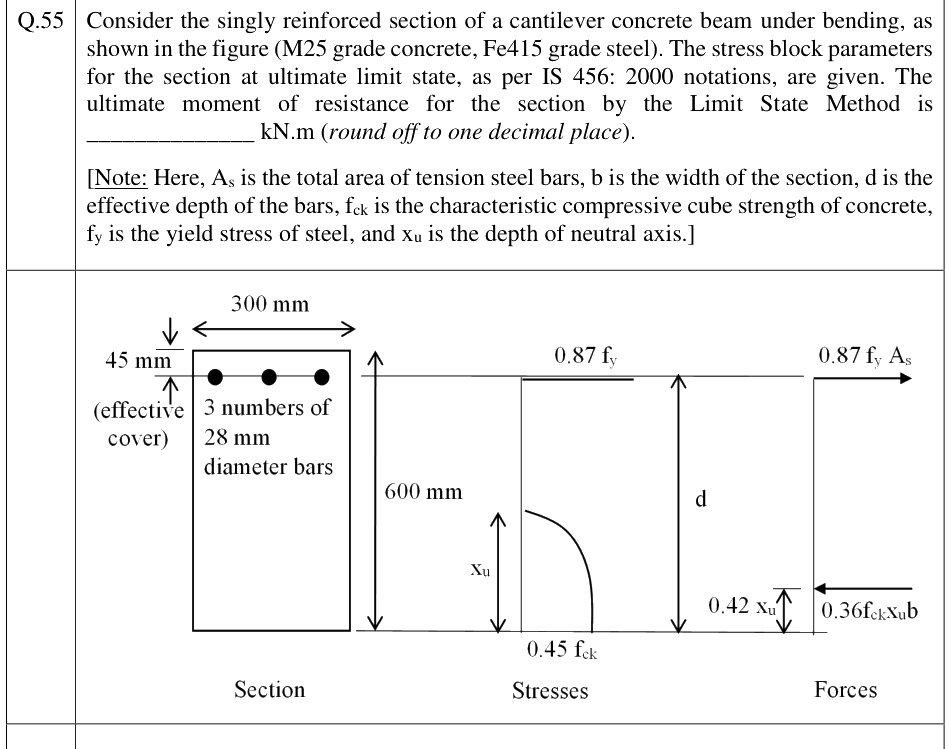 Q.55 Consider the singly reinforced section of a cantilever concrete beam under bending, as
shown in the figure (M25 grade concrete, Fe415 grade steel). The stress block parameters
for the section at ultimate limit state, as per IS 456: 2000 notations, are given. The
ultimate moment of resistance for the section by the Limit State Method is
_______________ kN.m (round off to one decimal place).
[Note: Here, As is the total area of tension steel bars, b is the width of the section, d is the
effective depth of the bars, fck is the characteristic compressive cube strength of concrete,
fy is the yield stress of steel, and xu is the depth of neutral axis.]
300 mm
45 mm
(effective
cover)
3 numbers of
28 mm
diameter bars
600 mm
0.87 fy
xu
0.45 fck
d
0.87 fy As
0.42 xu
0.36fckxub
Section
Stresses
Forces